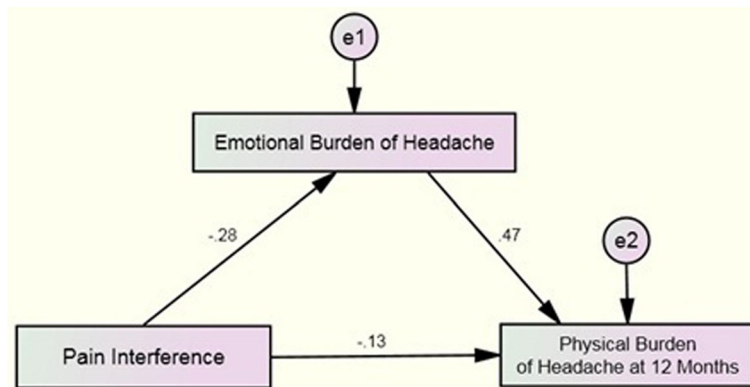 e1
Emotional Burden of Headache
-.28
.47
e2
Pain Interference
-.13
Physical Burden
of Headache at 12 Months